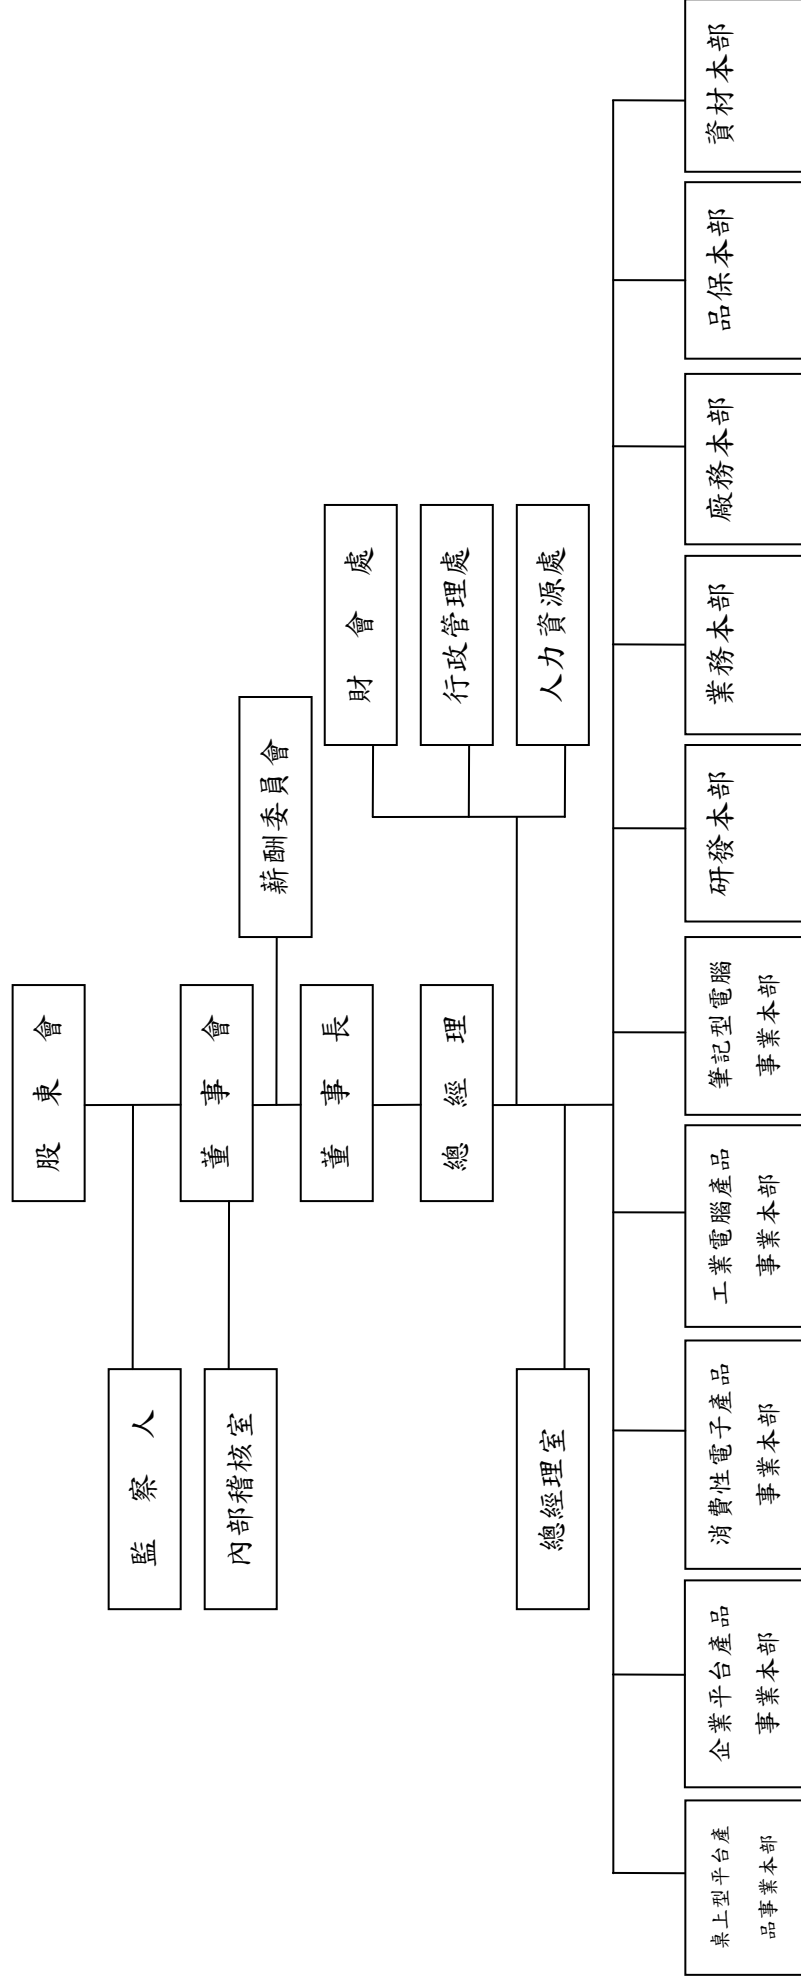 股東會
監察人
董事會
內部稽核室
薪酬委員會
董事長
總經理
財會處
行政管理處
人力資源處
總經理室
桌上型平台產
品事業本部
企業平台產品
事業本部
消費性電子產品
事業本部
工業電腦產品
事業本部
筆記型電腦
事業本部
研發本部
業務本部
廠務本部
品保本部
資材本部